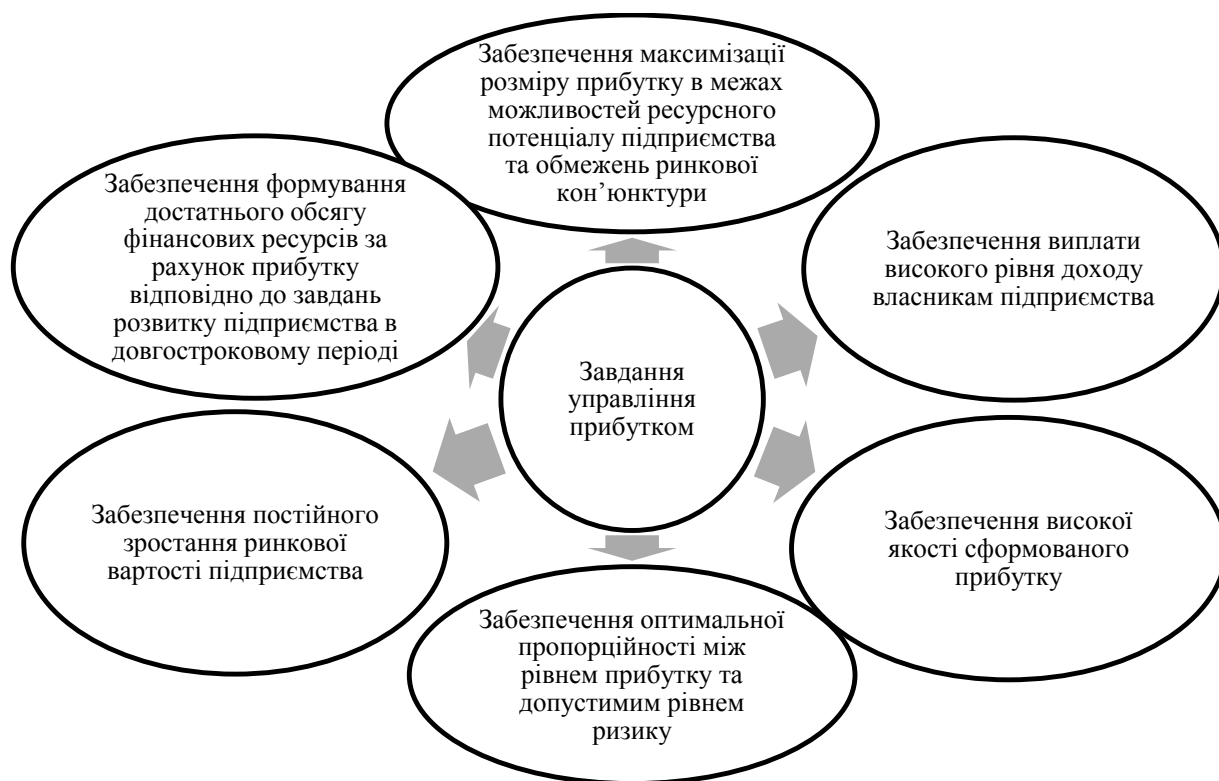 Забезпечення максимізації
розміру прибутку в межах
можливостей ресурсного
потенціалу підприємства
та обмежень ринкової
кон’юнктури
Забезпечення формування
достатнього обсягу
фінансових ресурсів за
рахунок прибутку
відповідно до завдань
розвитку підприємства в
довгостроковому періоді
Забезпечення виплати
високого рівня доходу
власникам підприємства
Завдання
управління
прибутком
Забезпечення постійного
зростання ринкової
вартості підприємства
Забезпечення високої
якості сформованого
прибутку
Забезпечення оптимальної
пропорційності між
рівнем прибутку та
допустимим рівнем
ризику